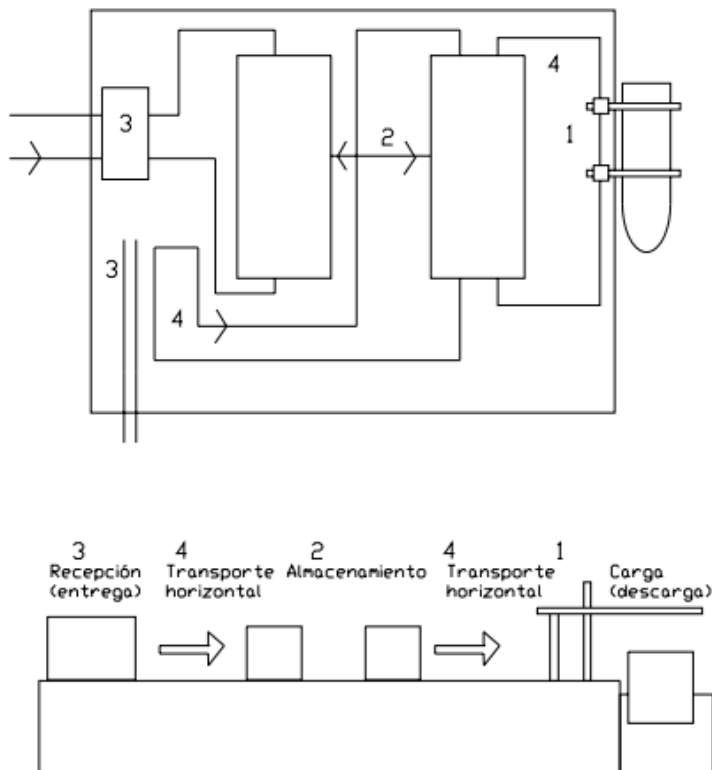 4
3
2
1
3
4
3 4 2 4 1
Recepción Transporte Almacenamiento Transporte Carga
(entrega) horizontal horizontal (descarga)